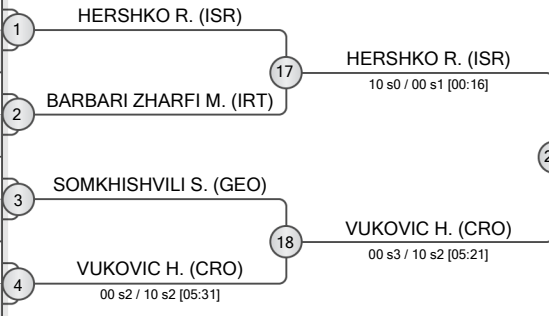 1
HERSHKO R. (ISR)
17
HERSHKO R. (ISR)
10 s0 / 00 s1 [00:16]
2
BARBARI ZHARFI M. (IRT)
3
SOMKHISHVILI S. (GEO)
18
VUKOVIC H. (CRO)
00 s3 / 10 s2 [05:21]
4
VUKOVIC H. (CRO)
00 s2 / 10 s2 [05:31]